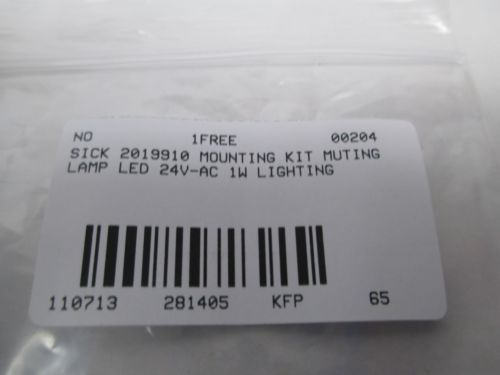 NO 1FREE 00204
SICK 2019910 MOUNTING KIT MUTING
LAMP LED 24V-AC 1W LIGHTING
110713 281405 KFP 65